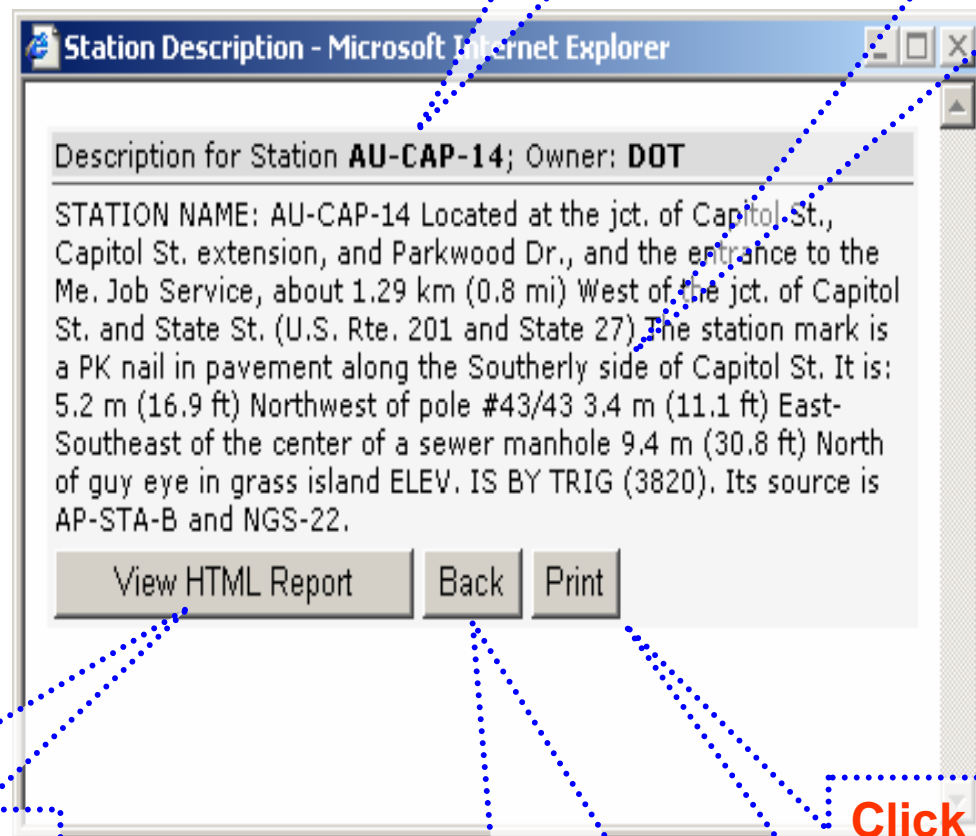 Station Description - Microsoft Internet Explorer
Description for Station AU-CAP-14; Owner: DOT
STATION NAME: AU-CAP-14 Located at the jct. of Capitol St.,
Capitol St. extension, and Parkwood Dr., and the entrance to the
Me. Job Service, about 1.29 km (0.8 mi) West of the jct. of Capitol
St. and State St. (U.S. Rte. 201 and State 27) The station mark is
a PK nail in pavement along the Southerly side of Capitol St. It is:
5.2 m (16.9 ft) Northwest of pole #43/43 3.4 m (11.1 ft) East-
Southeast of the center of a sewer manhole 9.4 m (30.8 ft) North
of guy eye in grass island ELEV. IS BY TRIG (3820). Its source is
AP-STA-B and NGS-22.
View HTML Report Back Print
Click